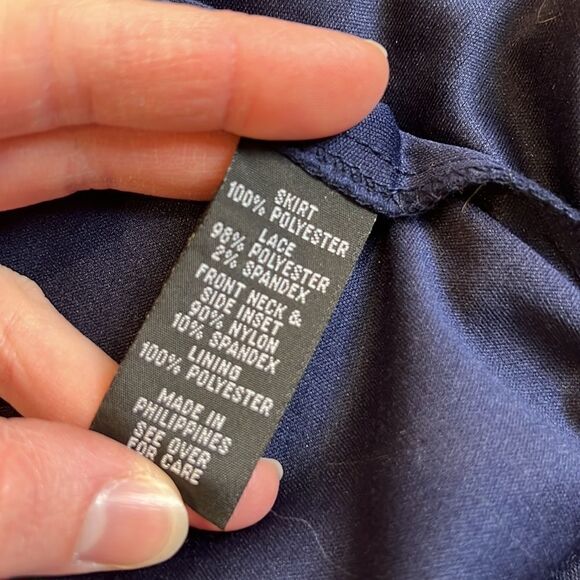 SKIRT
100% POLYESTER
LACE
98% POLYESTER
2% SPANDEX
FRONT NECK &
SIDE INSET
90% NYLON
10% SPANDEX
LINING
100% POLYESTER
MADE IN
PHILIPPINES
SEE OVER
FOR CARE